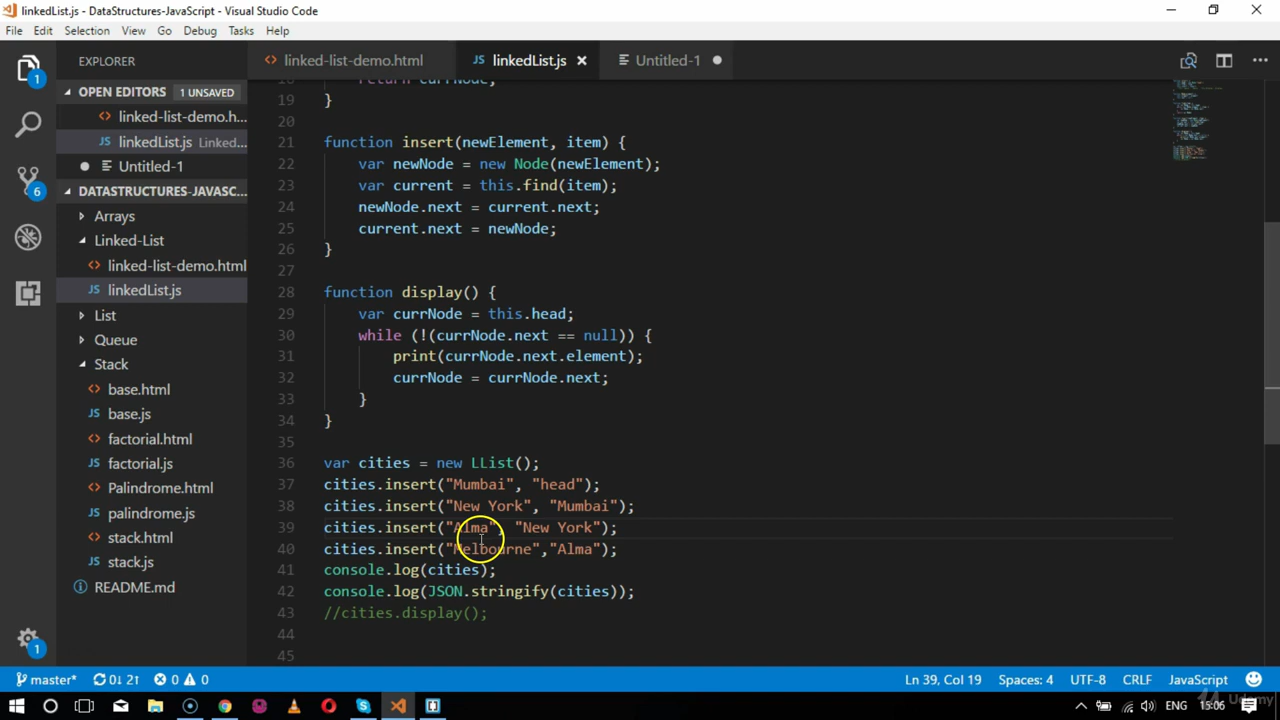 linkedList.js - DataStructures-JavaScript - Visual Studio Code
File Edit Selection View Go Debug Tasks Help
EXPLORER
linked-list-demo.html
JS linkedList.js
Untitled-1
OPEN EDITORS 1 UNSAVED
linked-list-demo.h...
JS linkedList.js Linked...
Untitled-1
DATASTRUCTURES-JAVASC...
Arrays
Linked-List
linked-list-demo.html
JS linkedList.js
List
Queue
Stack
base.html
JS base.js
factorial.html
JS factorial.js
Palindrome.html
JS palindrome.js
stack.html
JS stack.js
README.md
1
6
1
18 return currNode;
19 }
20
21 function insert(newElement, item) {
22 var newNode = new Node(newElement);
23 var current = this.find(item);
24 newNode.next = current.next;
25 current.next = newNode;
26 }
27
28 function display() {
29 var currNode = this.head;
30 while (!(currNode.next == null)) {
31 print(currNode.next.element);
32 currNode = currNode.next;
33 }
34 }
35
36 var cities = new LList();
37 cities.insert("Mumbai", "head");
38 cities.insert("New York", "Mumbai");
39 cities.insert("Alma", "New York");
40 cities.insert("Melbourne","Alma");
41 console.log(cities);
42 console.log(JSON.stringify(cities));
43 //cities.display();
44
45
master* 0↓ 2↑ 0 0 Ln 39, Col 19 Spaces: 4 UTF-8 CRLF JavaScript
ENG 15:06
Udemy